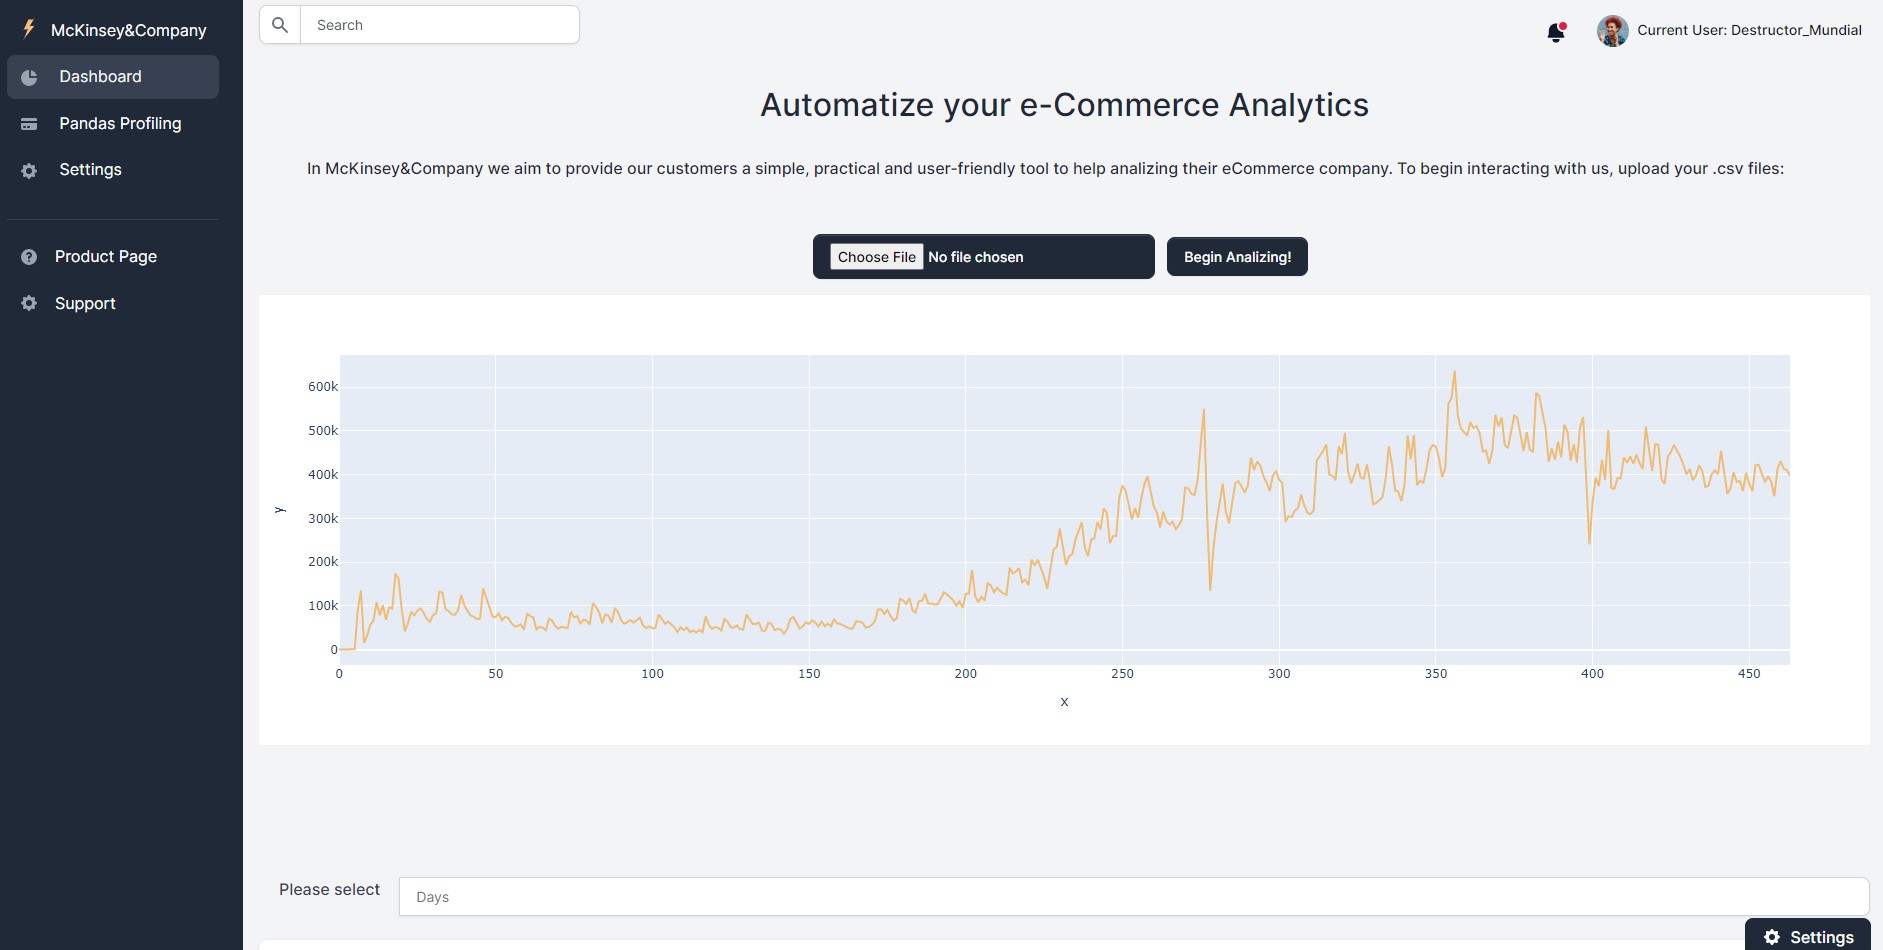 McKinsey&Company
Dashboard
Pandas Profiling
Settings
Product Page
Support
Search
Current User: Destructor_Mundial
Automatize your e-Commerce Analytics
In McKinsey&Company we aim to provide our customers a simple, practical and user-friendly tool to help analizing their eCommerce company. To begin interacting with us, upload your .csv files:
Choose File No file chosen
Begin Analizing!
600k
500k
400k
300k
200k
100k
0
y
0 50 100 150 200 250 300 350 400 450
x
Please select
Days
Settings